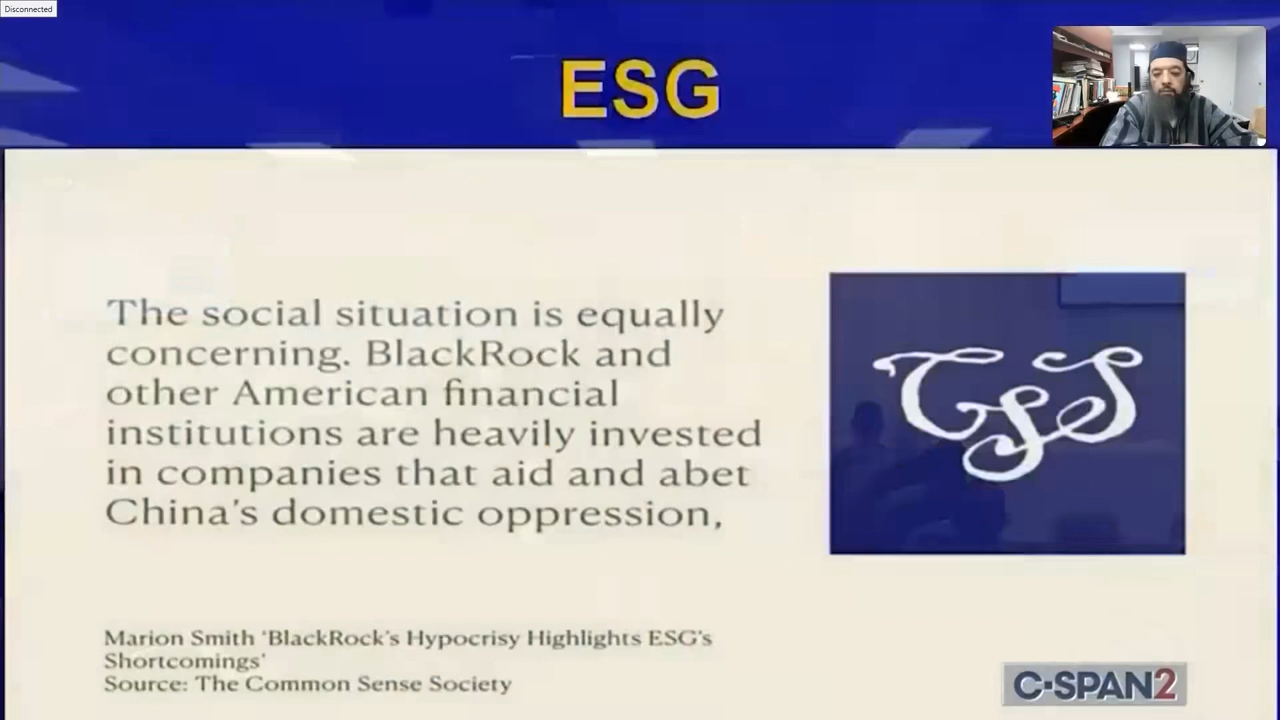 Disconnected
ESG
The social situation is equally
concerning. BlackRock and
other American financial
institutions are heavily invested
in companies that aid and abet
China's domestic oppression,
CSS
Marion Smith 'BlackRock's Hypocrisy Highlights ESG's
Shortcomings'
Source: The Common Sense Society
C-SPAN2